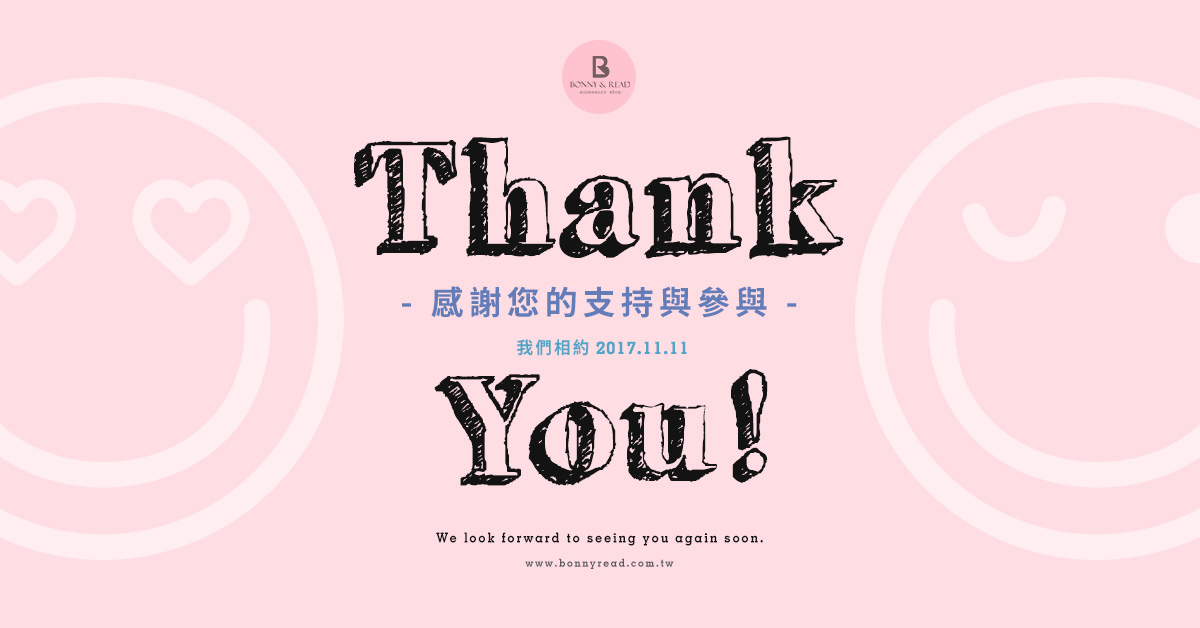 B
BONNY & READ
accessory shop
Thank
- 感謝您的支持與參與 -
我們相約 2017.11.11
You!
We look forward to seeing you again soon.
www.bonnyread.com.tw